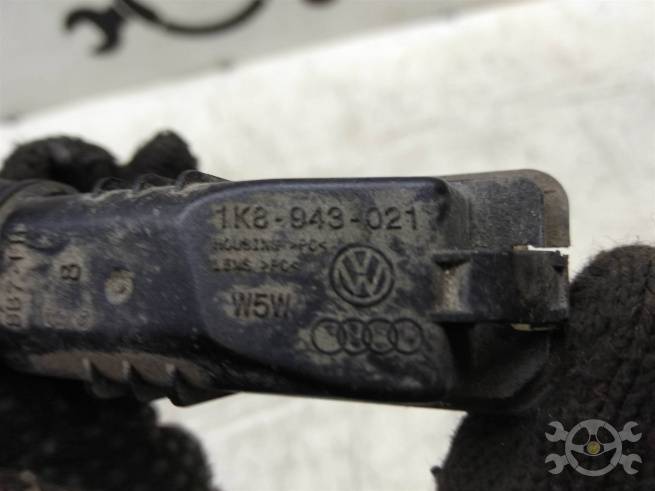 1K8-943-021
HOUSING >PC<
LENS >PC<
W5W
B